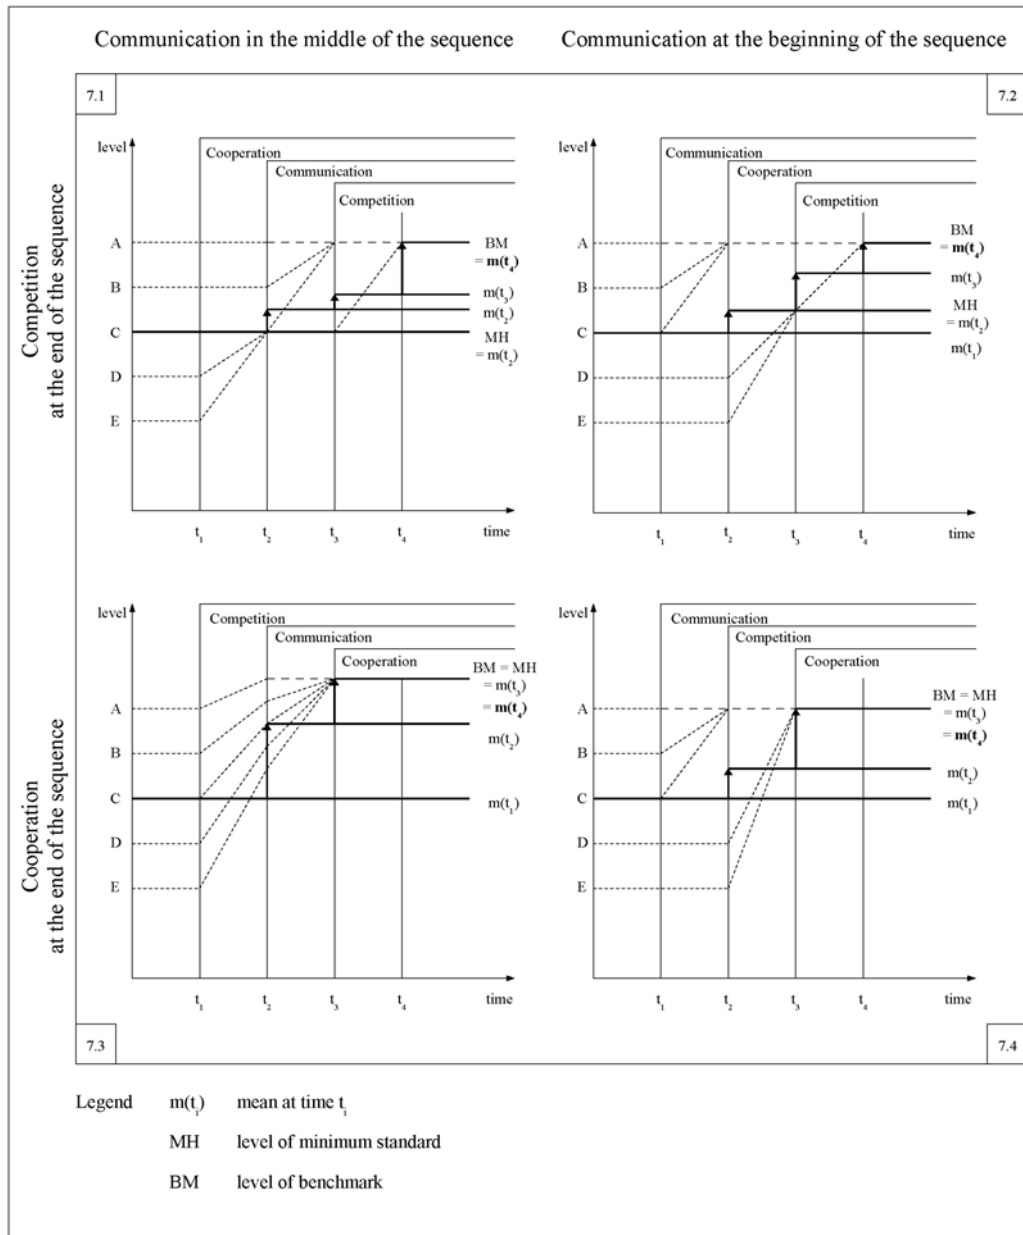 Communication in the middle of the sequence
Communication at the beginning of the sequence
Competition
at the end of the sequence
7.1
level
Cooperation
Communication
Competition
A
B
C
D
E
BM
= m(t4)
m(t3)
m(t2)
MH
= m(t2)
t1
t2
t3
t4
time
7.2
level
Communication
Cooperation
Competition
A
B
C
D
E
BM
= m(t4)
m(t3)
MH
= m(t2)
m(t1)
t1
t2
t3
t4
time
Cooperation
at the end of the sequence
level
Competition
Communication
Cooperation
A
B
C
D
E
BM = MH
= m(t3)
= m(t4)
m(t2)
m(t1)
t1
t2
t3
t4
time
7.3
level
Communication
Competition
Cooperation
A
B
C
D
E
BM = MH
= m(t3)
= m(t4)
m(t2)
m(t1)
t1
t2
t3
t4
time
7.4
Legend m(ti) mean at time ti
MH level of minimum standard
BM level of benchmark